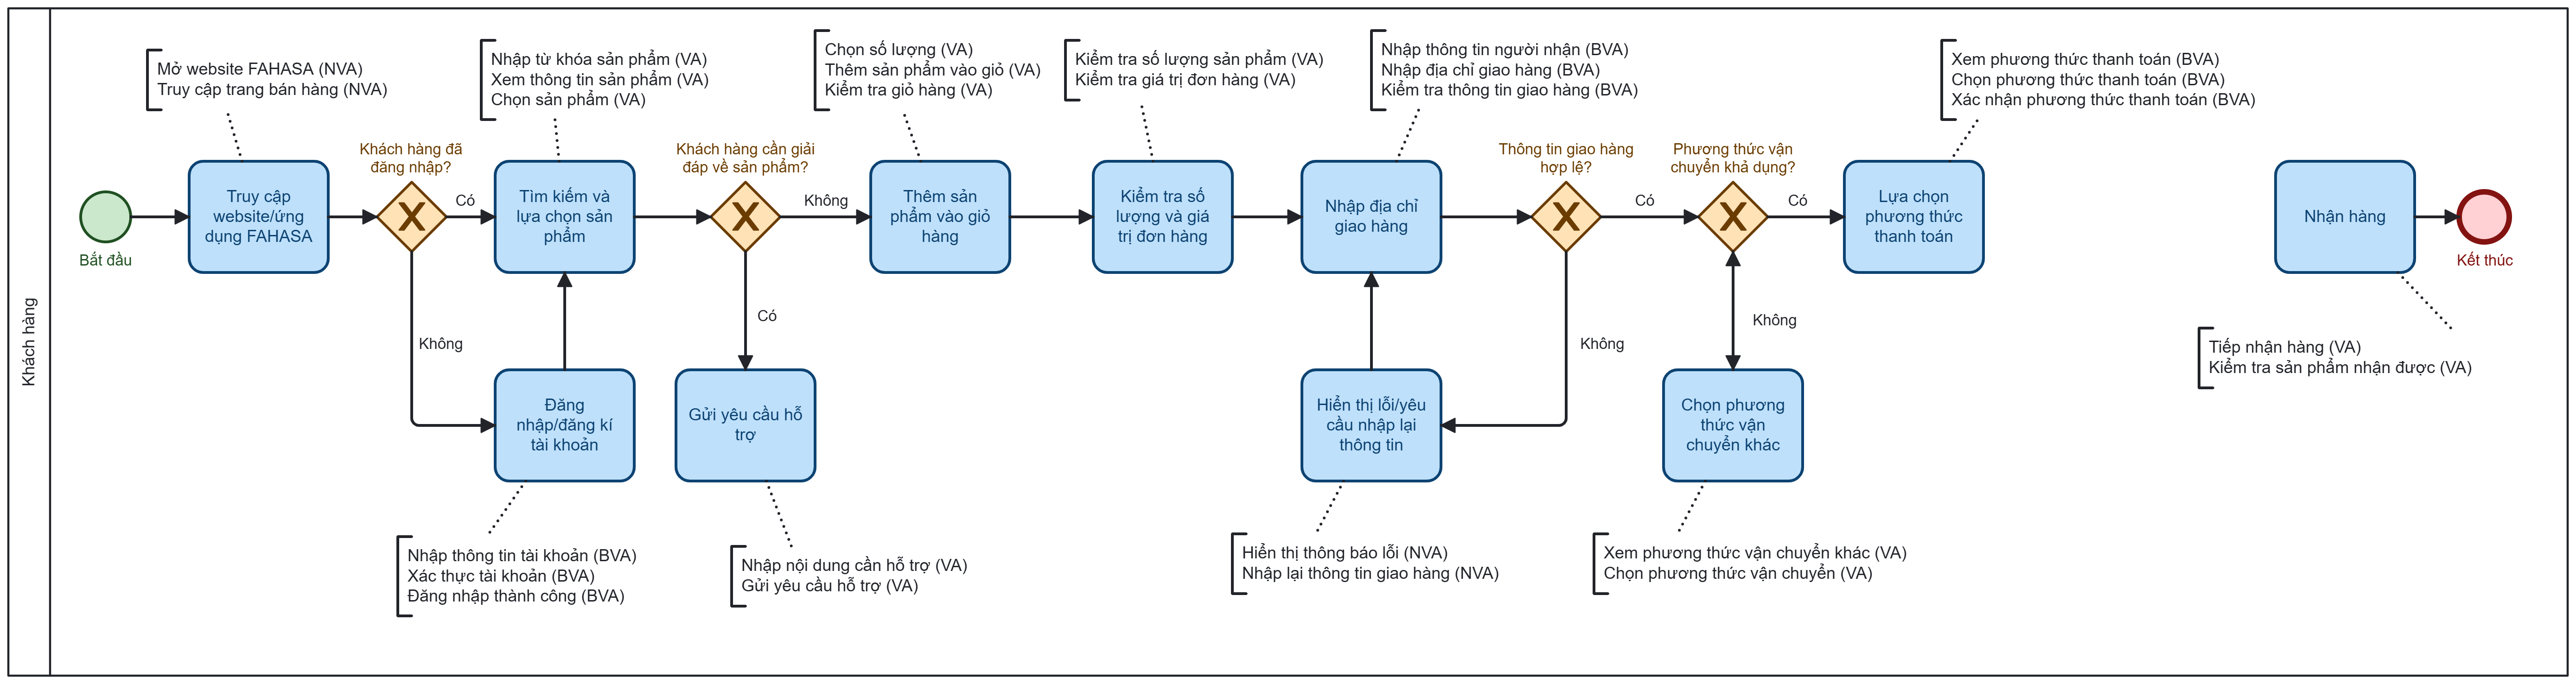 Khách hàng
Mở website FAHASA (NVA)
Truy cập trang bán hàng (NVA)
Nhập từ khóa sản phẩm (VA)
Xem thông tin sản phẩm (VA)
Chọn sản phẩm (VA)
Chọn số lượng (VA)
Thêm sản phẩm vào giỏ (VA)
Kiểm tra giỏ hàng (VA)
Kiểm tra số lượng sản phẩm (VA)
Kiểm tra giá trị đơn hàng (VA)
Nhập thông tin người nhận (BVA)
Nhập địa chỉ giao hàng (BVA)
Kiểm tra thông tin giao hàng (BVA)
Xem phương thức thanh toán (BVA)
Chọn phương thức thanh toán (BVA)
Xác nhận phương thức thanh toán (BVA)
Bắt đầu
Truy cập
website/ứng
dụng FAHASA
Khách hàng đã
đăng nhập?
X
Có
Không
Tìm kiếm và
lựa chọn sản
phẩm
Khách hàng cần giải
đáp về sản phẩm?
X
Không
Có
Thêm sản
phẩm vào giỏ
hàng
Kiểm tra số
lượng và giá
trị đơn hàng
Nhập địa chỉ
giao hàng
Thông tin giao hàng
hợp lệ?
X
Có
Không
Phương thức vận
chuyển khả dụng?
X
Có
Không
Lựa chọn
phương thức
thanh toán
Nhận hàng
Kết thúc
Tiếp nhận hàng (VA)
Kiểm tra sản phẩm nhận được (VA)
Đăng
nhập/đăng kí
tài khoản
Gửi yêu cầu hỗ
trợ
Hiển thị lỗi/yêu
cầu nhập lại
thông tin
Chọn phương
thức vận
chuyển khác
Nhập thông tin tài khoản (BVA)
Xác thực tài khoản (BVA)
Đăng nhập thành công (BVA)
Nhập nội dung cần hỗ trợ (VA)
Gửi yêu cầu hỗ trợ (VA)
Hiển thị thông báo lỗi (NVA)
Nhập lại thông tin giao hàng (NVA)
Xem phương thức vận chuyển khác (VA)
Chọn phương thức vận chuyển (VA)